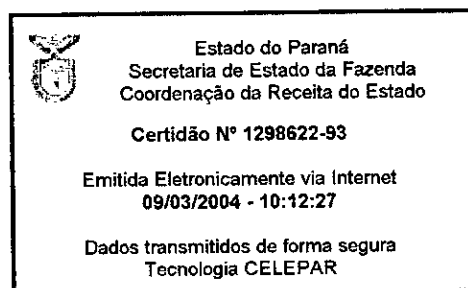 Estado do Paraná
Secretaria de Estado da Fazenda
Coordenação da Receita do Estado
Certidão Nº 1298622-93
Emitida Eletronicamente via Internet
09/03/2004 - 10:12:27
Dados transmitidos de forma segura
Tecnologia CELEPAR